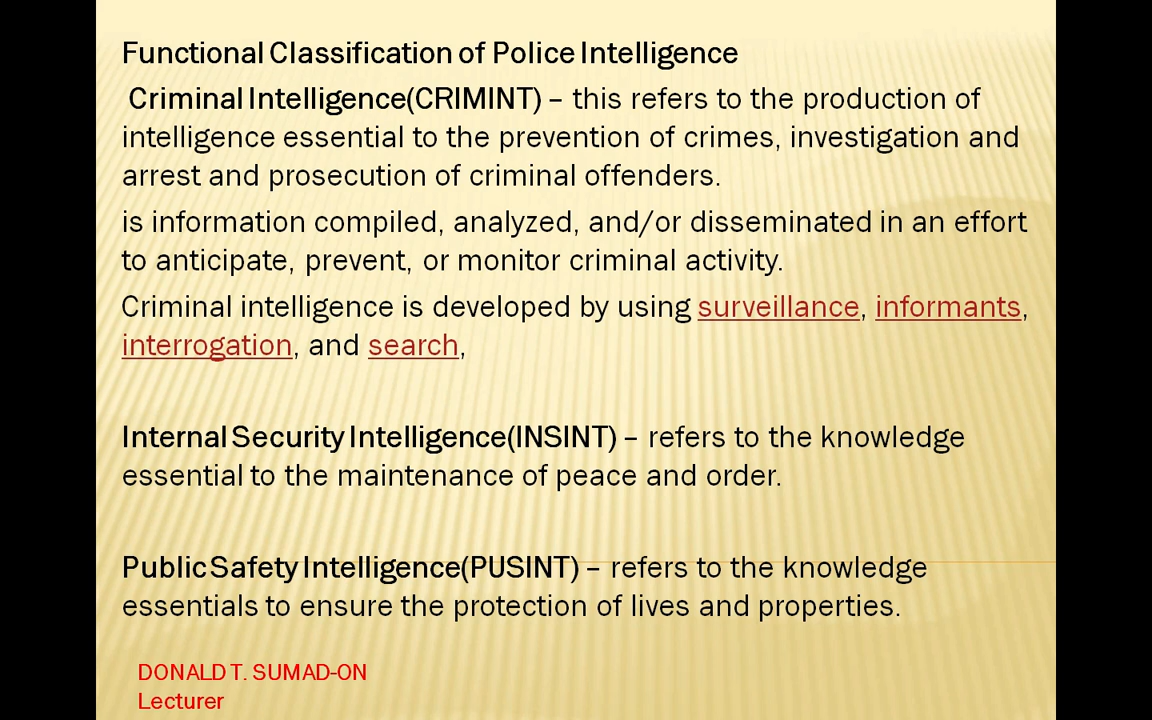 Functional Classification of Police Intelligence
Criminal Intelligence(CRIMINT) – this refers to the production of
intelligence essential to the prevention of crimes, investigation and
arrest and prosecution of criminal offenders.
is information compiled, analyzed, and/or disseminated in an effort
to anticipate, prevent, or monitor criminal activity.
Criminal intelligence is developed by using surveillance, informants,
interrogation, and search,
Internal Security Intelligence(INSINT) – refers to the knowledge
essential to the maintenance of peace and order.
Public Safety Intelligence(PUSINT) – refers to the knowledge
essentials to ensure the protection of lives and properties.
DONALD T. SUMAD-ON
Lecturer